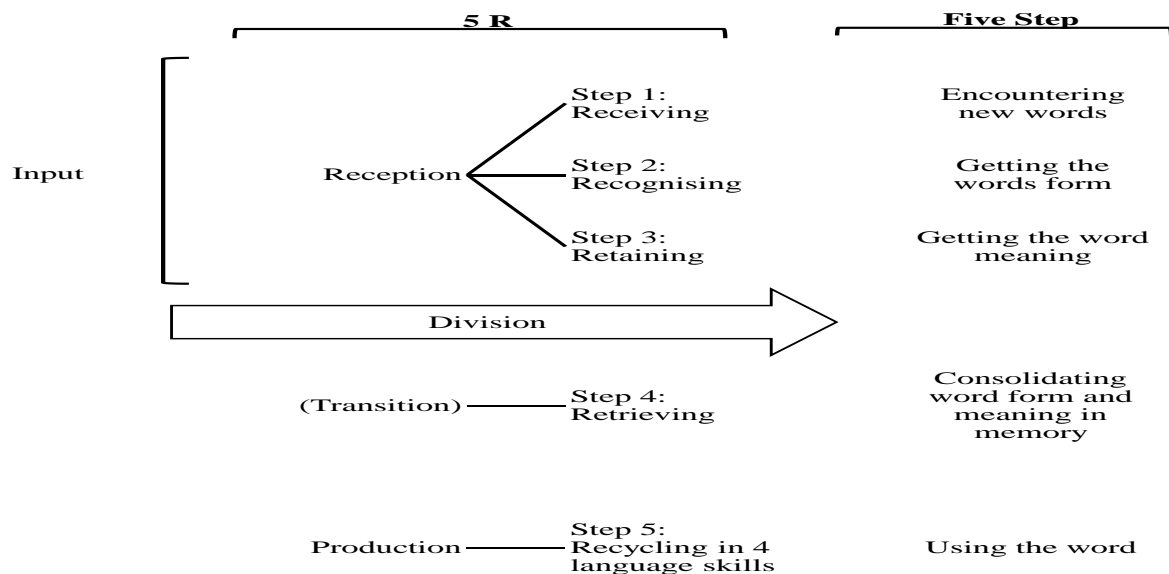 5 R
Five Step
Input
Reception
Step 1:
Receiving
Encountering
new words
Step 2:
Recognising
Getting the
words form
Step 3:
Retaining
Getting the word
meaning
Division
(Transition)
Step 4:
Retrieving
Consolidating
word form and
meaning in
memory
Production
Step 5:
Recycling in 4
language skills
Using the word